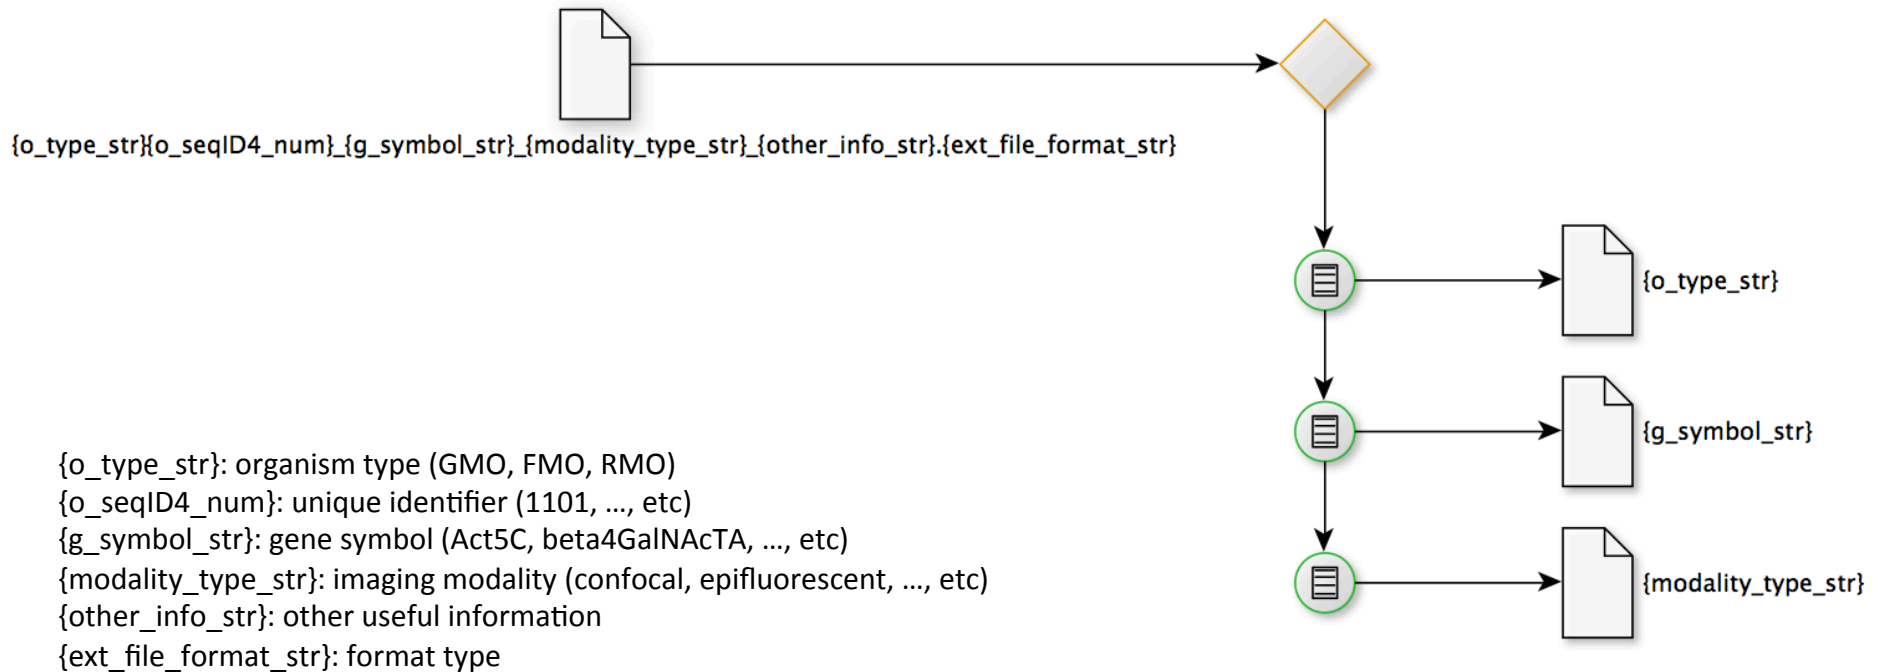 {o_type_str}{o_seqID4_num}_{g_symbol_str}_{modality_type_str}_{other_info_str}.{ext_file_format_str}
{o_type_str}
{g_symbol_str}
{modality_type_str}
{o_type_str}: organism type (GMO, FMO, RMO)
{o_seqID4_num}: unique identifier (1101, ..., etc)
{g_symbol_str}: gene symbol (Act5C, beta4GalNAcTA, ..., etc)
{modality_type_str}: imaging modality (confocal, epifluorescent, ..., etc)
{other_info_str}: other useful information
{ext_file_format_str}: format type